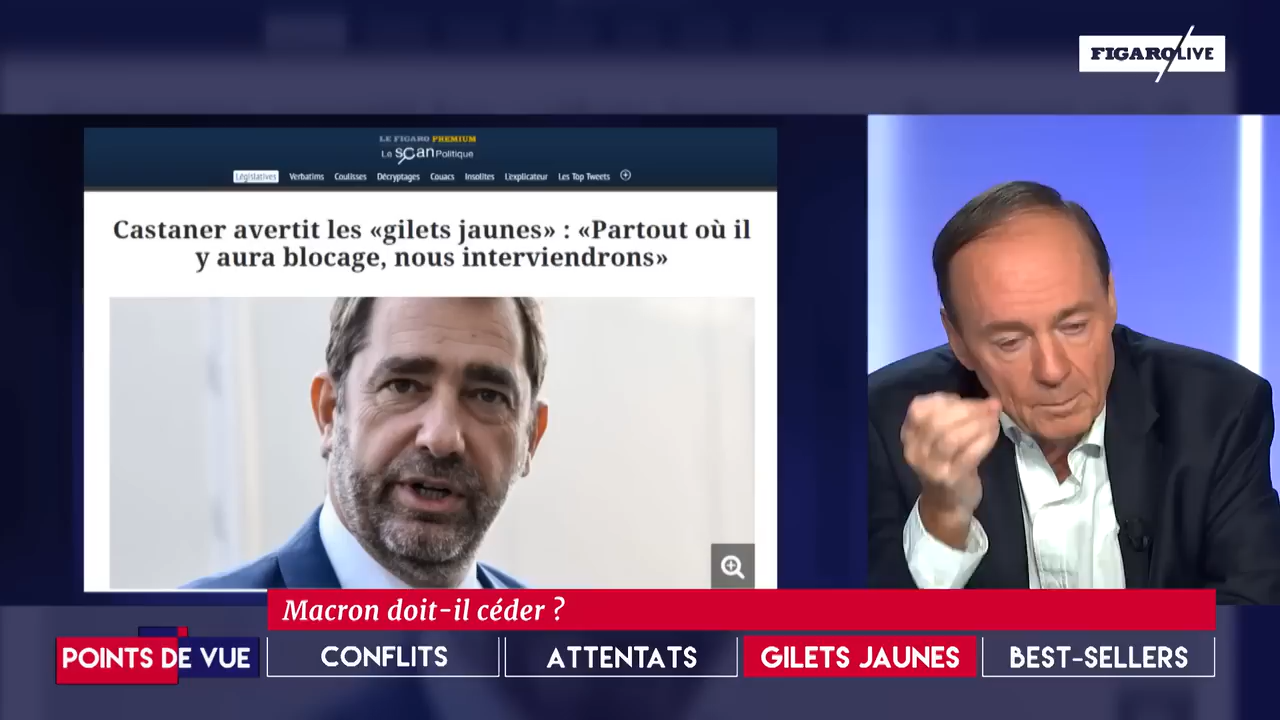 FIGARO LIVE
LE FIGARO PREMIUM
Le scan Politique
Législatives Verbatims Coulisses Décryptages Couacs Insolites L'explicateur Les Top Tweets
Castaner avertit les «gilets jaunes» : «Partout où il
y aura blocage, nous interviendrons»
Macron doit-il céder ?
POINTS DE VUE CONFLITS ATTENTATS GILETS JAUNES BEST-SELLERS